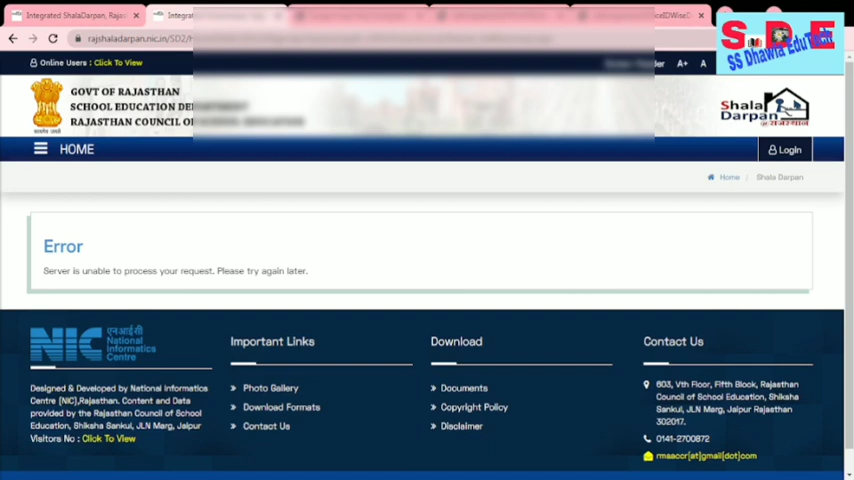 Integrated ShalaDarpan, Rajas
Integrated
rajshaladarpan.nic.in/SD2/
SDE
SS Dhawla EduTech
Online Users : Click To View
A+ A
GOVT OF RAJASTHAN
SCHOOL EDUCATION DEPARTMENT
RAJASTHAN COUNCIL OF SCHOOL EDUCATION
Shala
Darpan
HOME
Login
Home / Shala Darpan
Error
Server is unable to process your request. Please try again later.
NIC एनआईसी
National
Informatics
Centre
Designed & Developed by National Informatics
Centre [NIC],Rajasthan. Content and Data
provided by the Rajasthan Council of School
Education, Shiksha Sankul, JLN Marg, Jaipur
Visitors No : Click To View
Important Links
» Photo Gallery
» Download Formats
» Contact Us
Download
» Documents
» Copyright Policy
» Disclaimer
Contact Us
603, Vth Floor, Fifth Block, Rajasthan
Council of School Education, Shiksha
Sankul, JLN Marg, Jaipur Rajasthan
302017.
0141-2700872
rmsaccr[at]gmail[dot]com